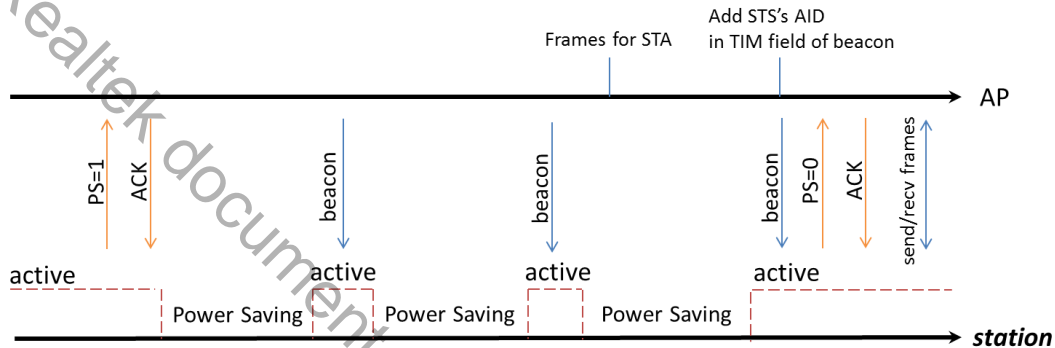 Add STS's AID
Frames for STA
in TIM field of beacon
AP
PS=1
ACK
beacon
beacon
beacon
PS=0
ACK
send/recv frames
active
active
active
active
Power Saving
Power Saving
Power Saving
station
Realtek document